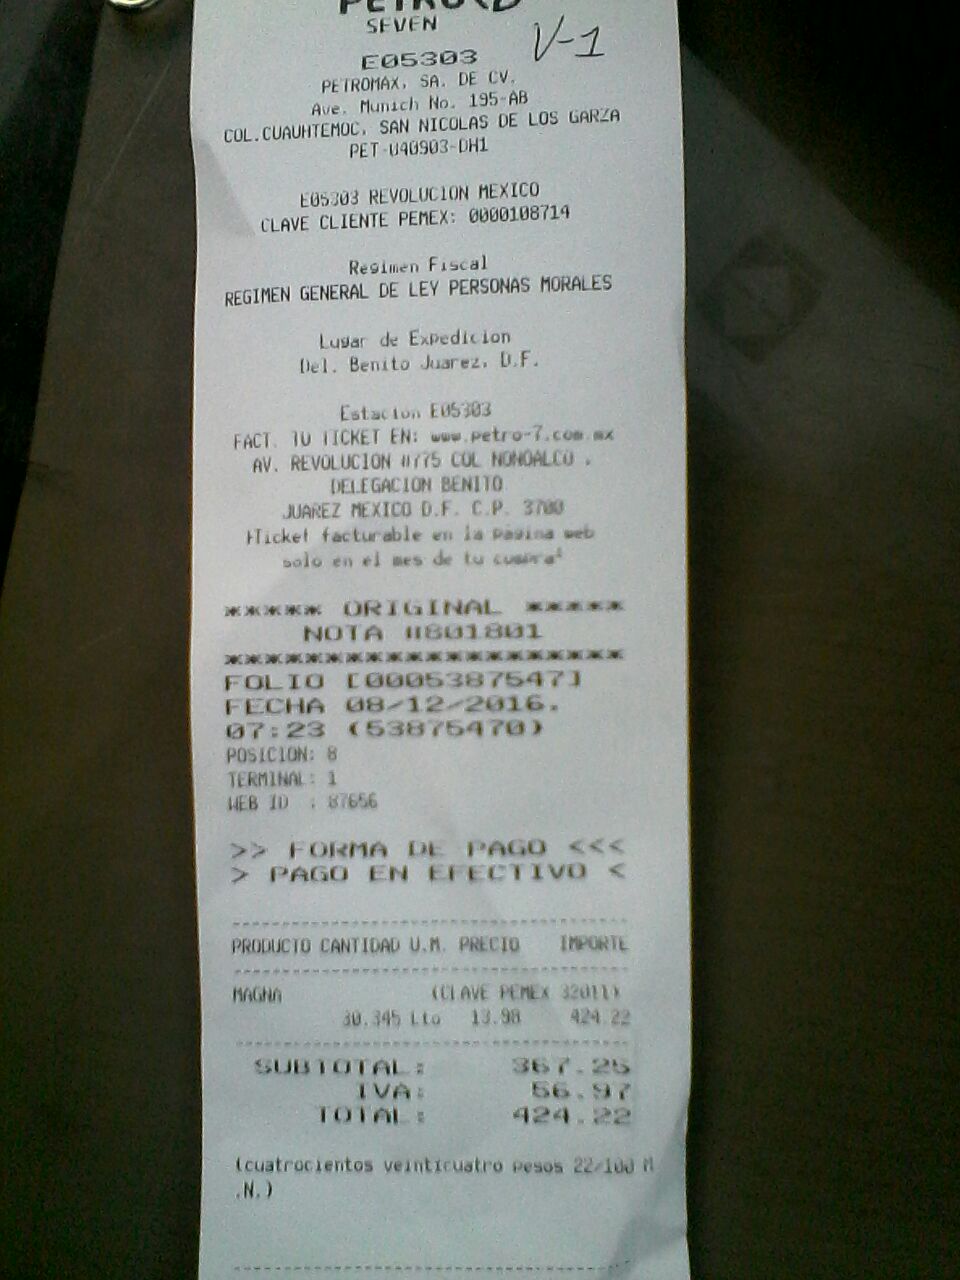 PETRO
SEVEN
V-1
E05303
PETROMAX, SA. DE CV.
Ave. Munich No. 195-AB
COL.CUAUHTEMOC, SAN NICOLAS DE LOS GARZA
PET-040903-DH1
E05303 REVOLUCION MEXICO
CLAVE CLIENTE PEMEX: 0000108714
Regimen Fiscal
REGIMEN GENERAL DE LEY PERSONAS MORALES
Lugar de Expedicion
Del. Benito Juarez, D.F.
Estacion E05303
FACT. TU TICKET EN: www.petro-7.com.mx
AV. REVOLUCION #775 COL NONOALCO .
DELEGACION BENITO
JUAREZ MEXICO D.F. C.P. 3700
Ticket facturable en la pagina web
solo en el mes de tu compra
***** ORIGINAL *****
NOTA #801801
********************
FOLIO [0005387547]
FECHA 08/12/2016.
07:23 (53875470)
POSICION: 8
TERMINAL: 1
WEB ID : 87656
>> FORMA DE PAGO <<<
> PAGO EN EFECTIVO <
PRODUCTO CANTIDAD U.M. PRECIO IMPORTE
MAGNA (CLAVE PEMEX 32011)
30.345 Lto 13.98 424.22
SUBTOTAL: 367.25
IVA: 56.97
TOTAL: 424.22
(cuatrocientos veinticuatro pesos 22/100 M
.N.)